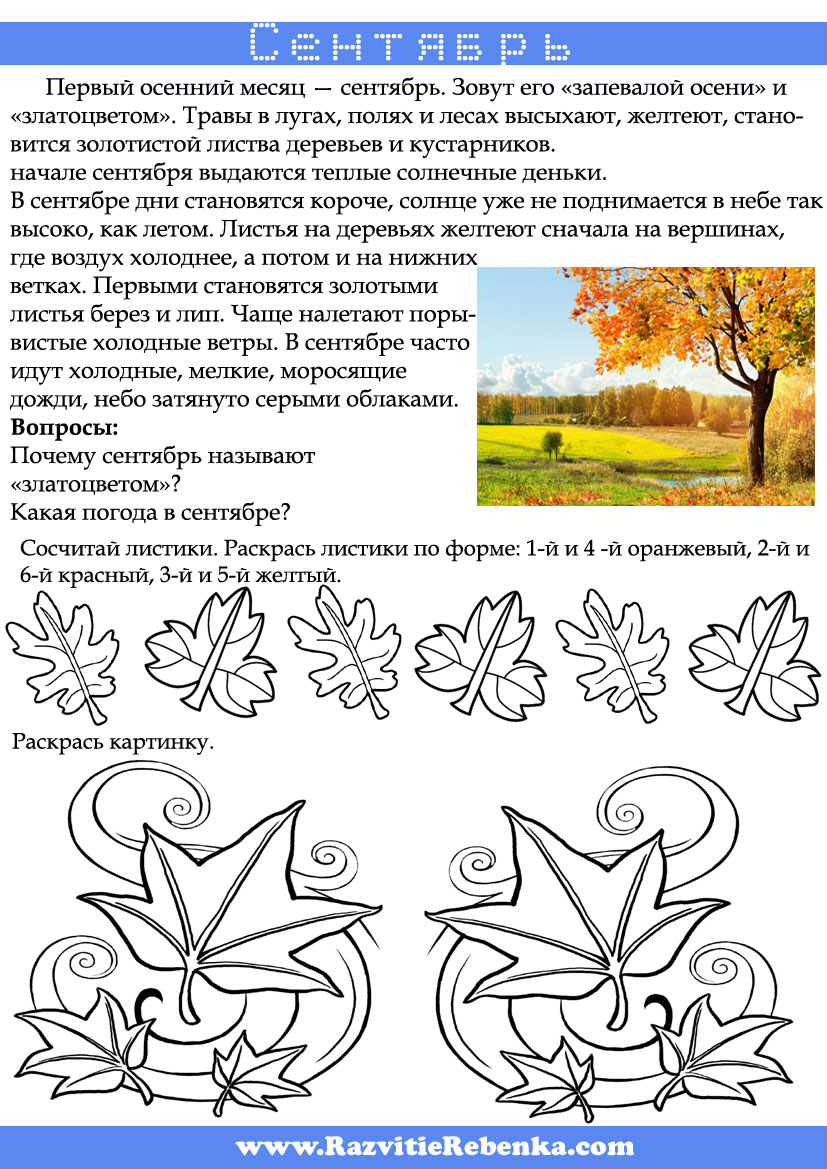 Сентябрь
Первый осенний месяц — сентябрь. Зовут его «запевалой осени» и
«златоцветом». Травы в лугах, полях и лесах высыхают, желтеют, стано-
вится золотистой листва деревьев и кустарников.
начале сентября выдаются теплые солнечные деньки.
В сентябре дни становятся короче, солнце уже не поднимается в небе так
высоко, как летом. Листья на деревьях желтеют сначала на вершинах,
где воздух холоднее, а потом и на нижних
ветках. Первыми становятся золотыми
листья берез и лип. Чаще налетают поры-
вистые холодные ветры. В сентябре часто
идут холодные, мелкие, моросящие
дожди, небо затянуто серыми облаками.
Вопросы:
Почему сентябрь называют
«златоцветом»?
Какая погода в сентябре?
Сосчитай листики. Раскрась листики по форме: 1-й и 4 -й оранжевый, 2-й и
6-й красный, 3-й и 5-й желтый.
Раскрась картинку.
www.RazvitieRebenka.com